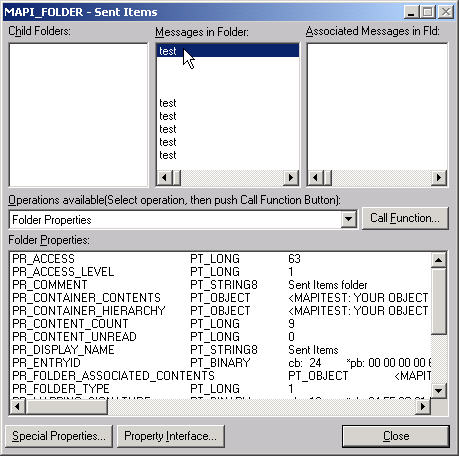 MAPI_FOLDER - Sent Items
Child Folders:
Messages in Folder:
Associated Messages in Fld:
test
test
test
test
test
test
Operations available(Select operation, then push Call Function Button):
Folder Properties
Call Function...
Folder Properties:
PR_ACCESS PT_LONG 63
PR_ACCESS_LEVEL PT_LONG 1
PR_COMMENT PT_STRING8 Sent Items folder
PR_CONTAINER_CONTENTS PT_OBJECT <MAPITEST: YOUR OBJECT
PR_CONTAINER_HIERARCHY PT_OBJECT <MAPITEST: YOUR OBJECT
PR_CONTENT_COUNT PT_LONG 9
PR_CONTENT_UNREAD PT_LONG 0
PR_DISPLAY_NAME PT_STRING8 Sent Items
PR_ENTRYID PT_BINARY cb: 24 *pb: 00 00 00 00
PR_FOLDER_ASSOCIATED_CONTENTS PT_OBJECT <MAPIT
PR_FOLDER_TYPE PT_LONG 1
Special Properties...
Property Interface...
Close